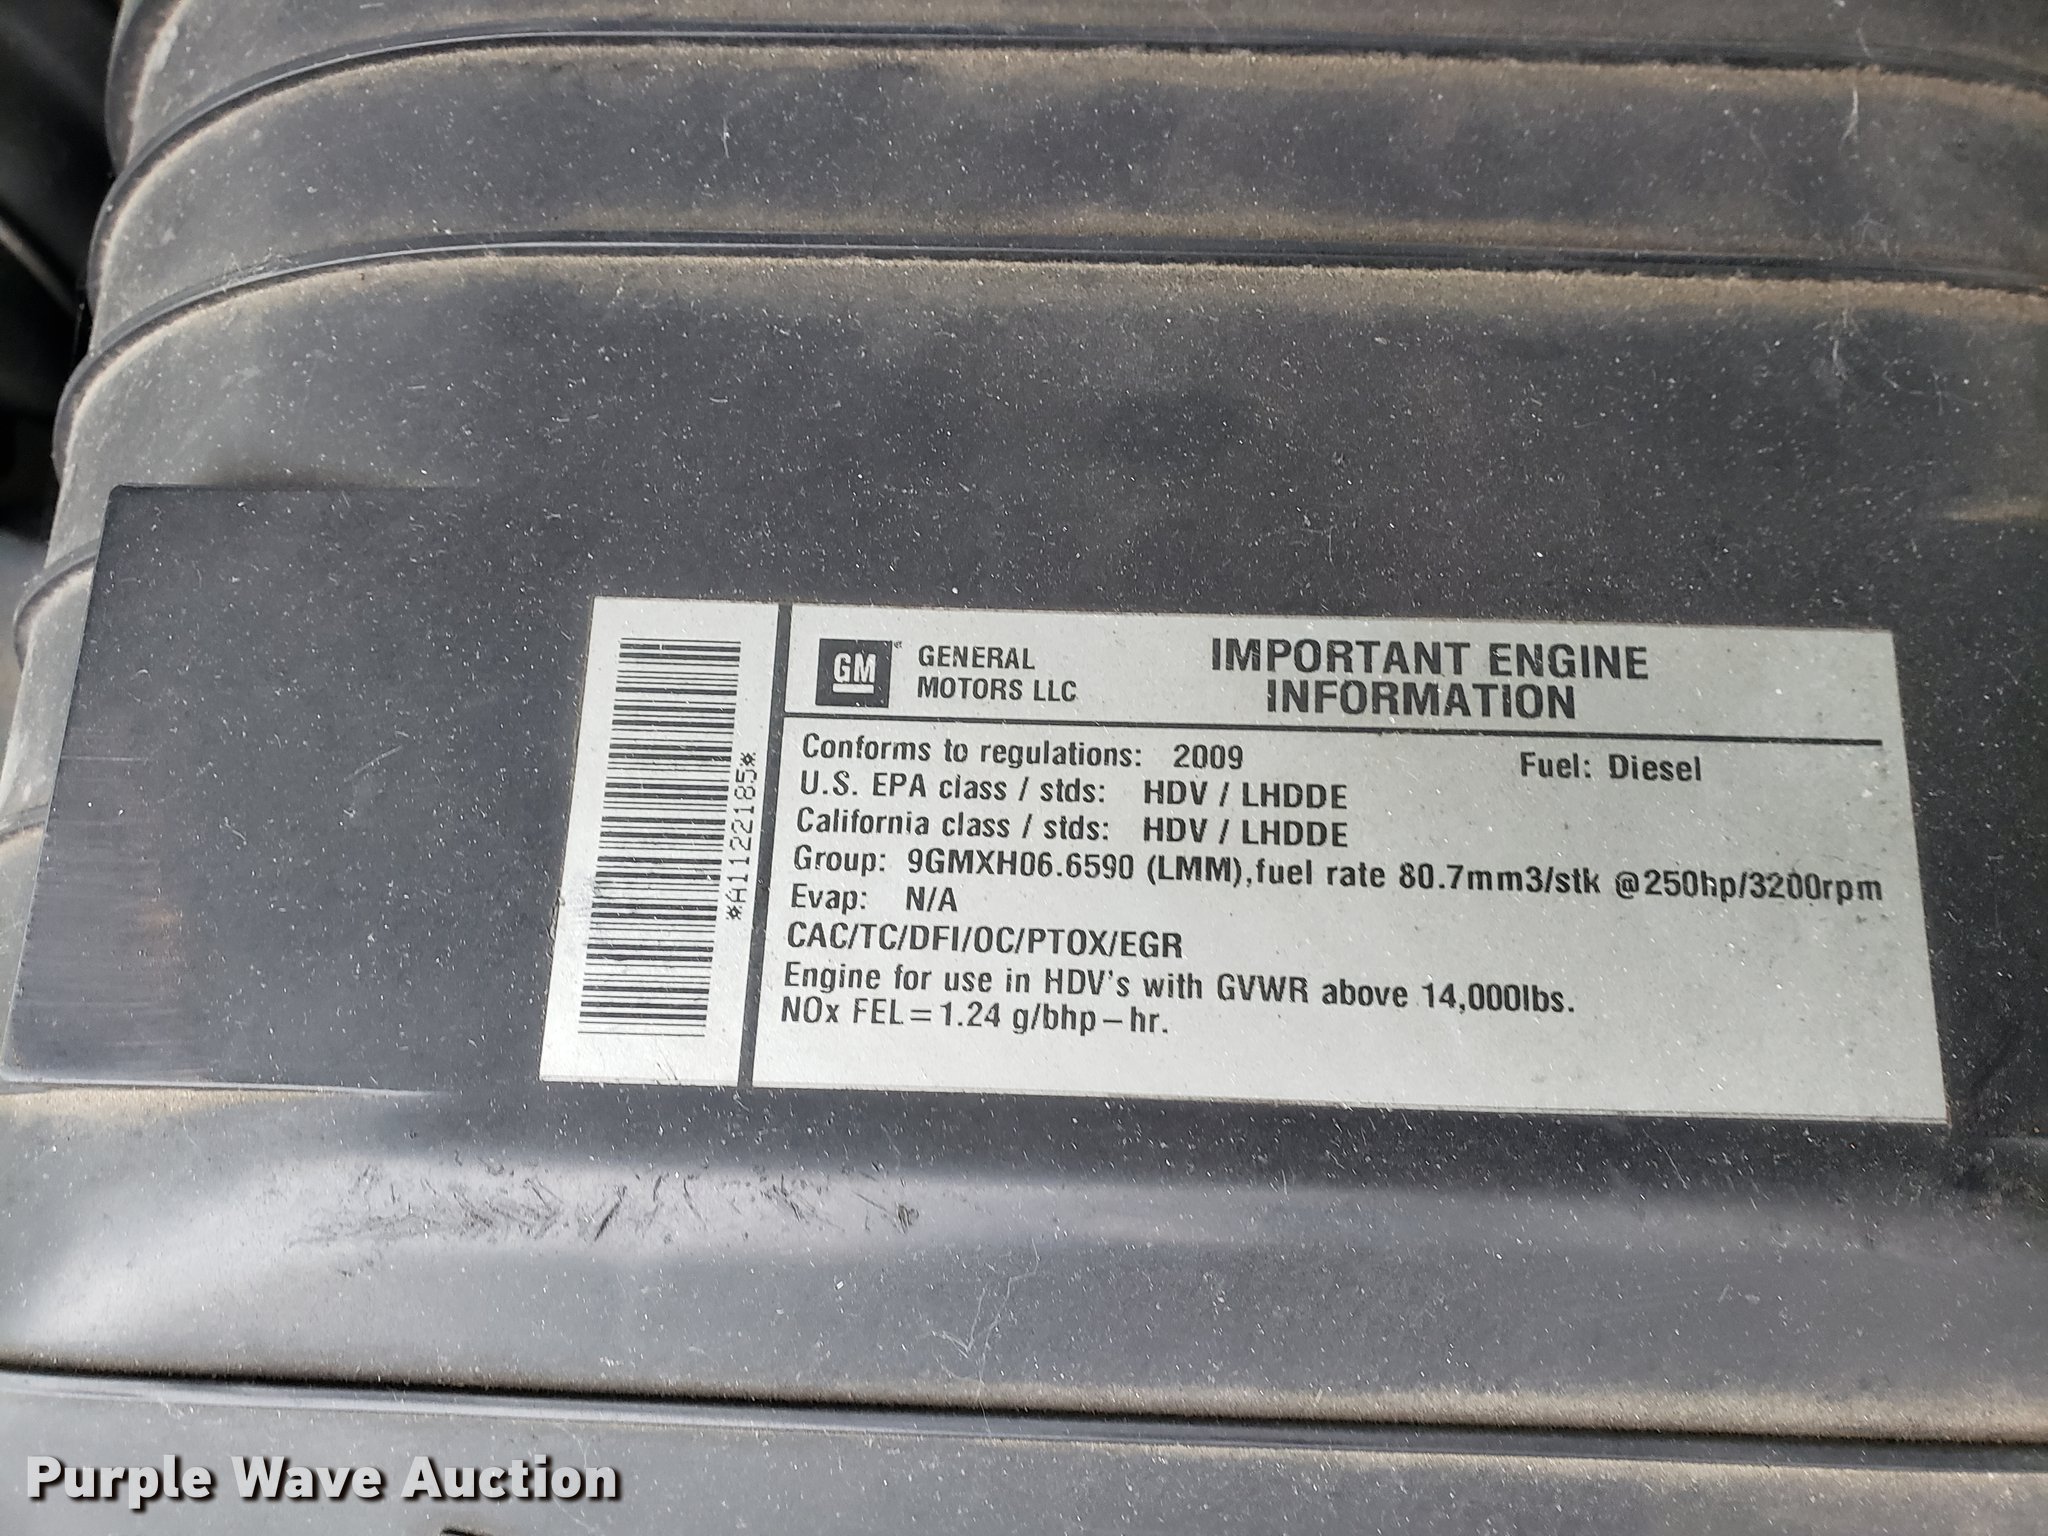 *A11222185*
GM GENERAL MOTORS LLC
IMPORTANT ENGINE
INFORMATION
Conforms to regulations: 2009 Fuel: Diesel
U.S. EPA class / stds: HDV / LHDDE
California class / stds: HDV / LHDDE
Group: 9GMXH06.6590 (LMM),fuel rate 80.7mm3/stk @250hp/3200rpm
Evap: N/A
CAC/TC/DFI/OC/PTOX/EGR
Engine for use in HDV's with GVWR above 14,000lbs.
NOx FEL=1.24 g/bhp-hr.
Purple Wave Auction